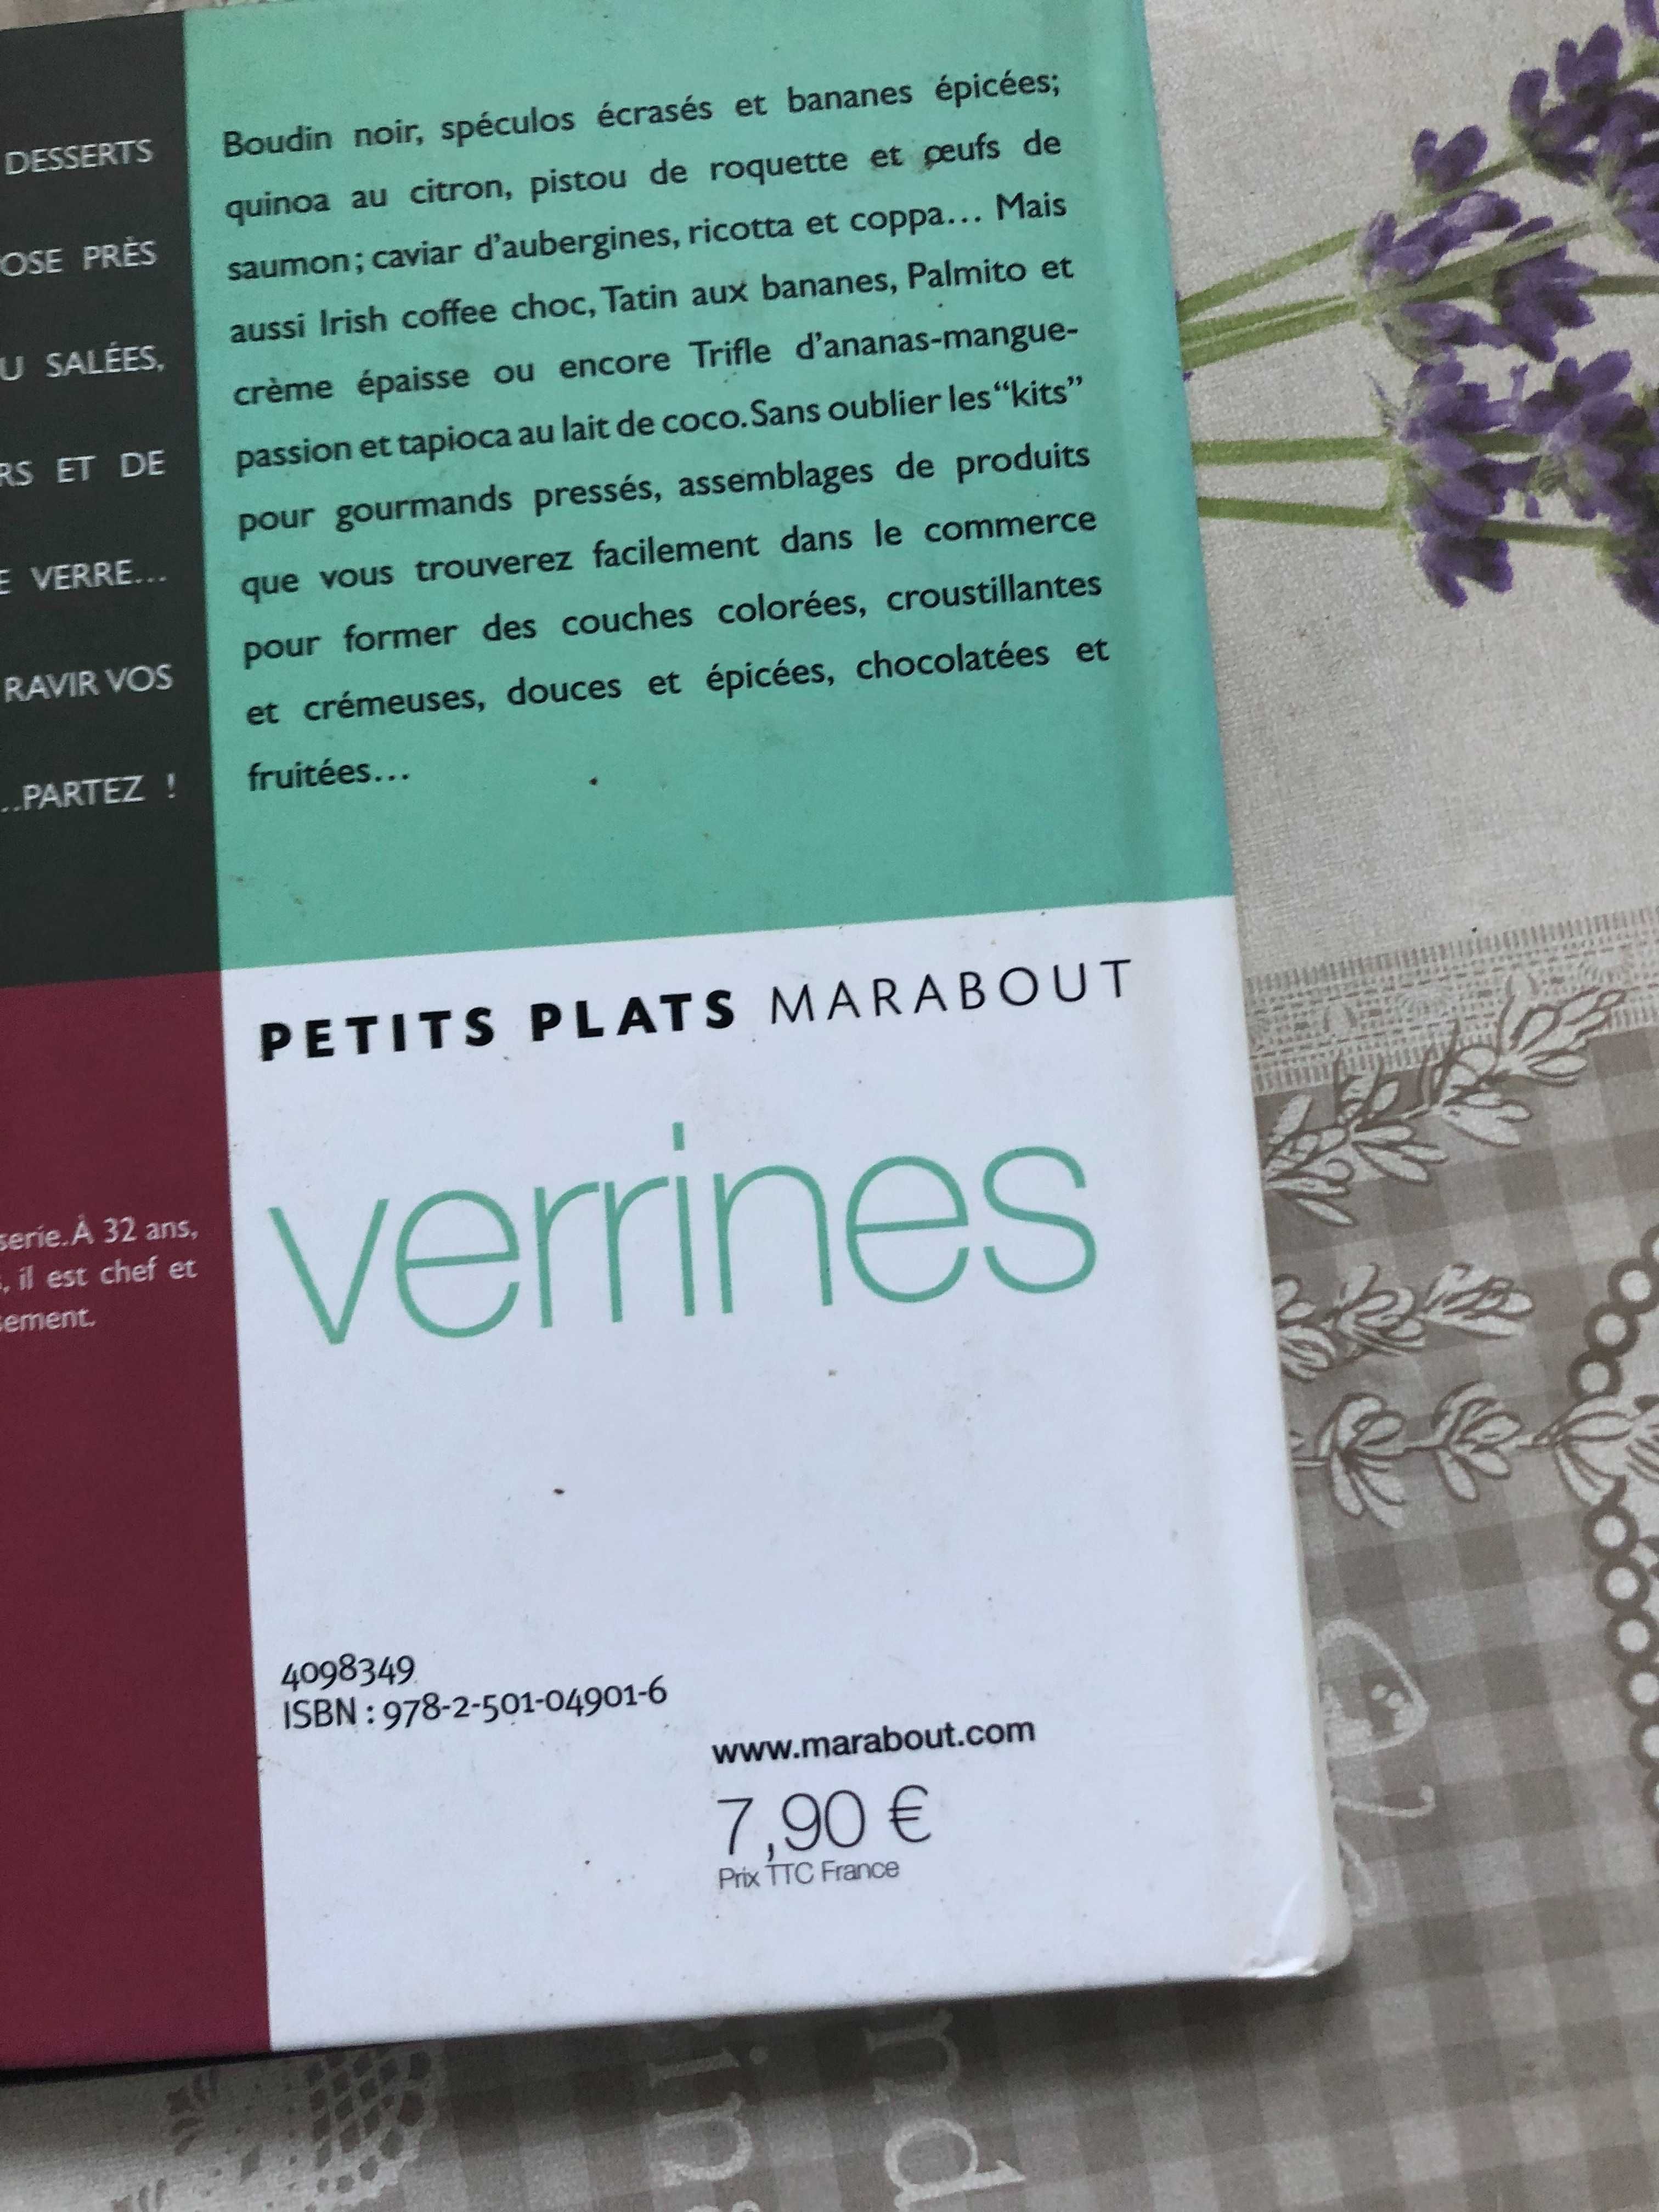 DESSERTS
OSE PRÈS
U SALÉES,
RS ET DE
E VERRE...
RAVIR VOS
...PARTEZ !
Boudin noir, spéculos écrasés et bananes épicées;
quinoa au citron, pistou de roquette et œufs de
saumon; caviar d'aubergines, ricotta et coppa... Mais
aussi Irish coffee choc, Tatin aux bananes, Palmito et
crème épaisse ou encore Trifle d'ananas-mangue-
passion et tapioca au lait de coco. Sans oublier les "kits"
pour gourmands pressés, assemblages de produits
que vous trouverez facilement dans le commerce
pour former des couches colorées, croustillantes
et crémeuses, douces et épicées, chocolatées et
fruitées...
serie. À 32 ans,
, il est chef et
sement.
PETITS PLATS MARABOUT
verrines
4098349
ISBN : 978-2-501-04901-6
www.marabout.com
7,90 €
Prix TTC France